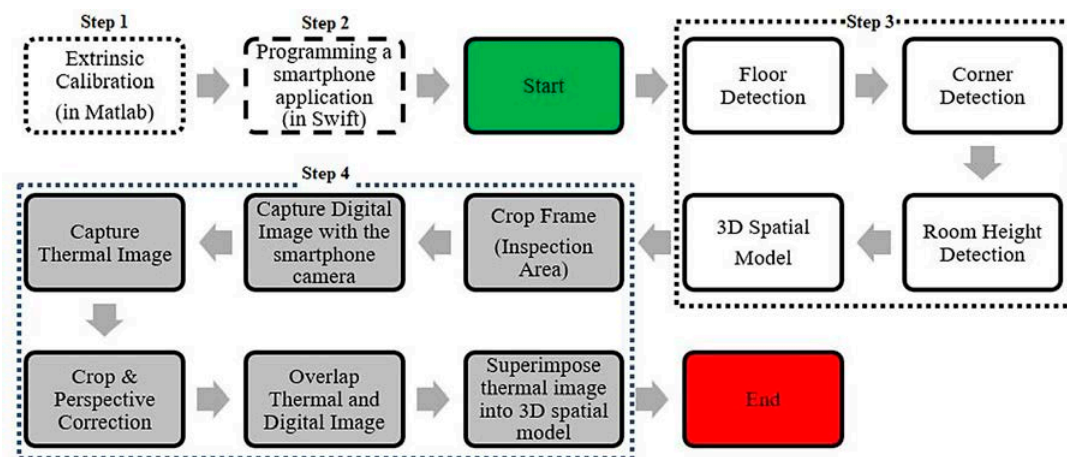 Step 1
Extrinsic
Calibration
(in Matlab)
Step 2
Programming a
smartphone
application
(in Swift)
Start
Step 3
Floor
Detection
Corner
Detection
Room Height
Detection
3D Spatial
Model
Step 4
Crop Frame
(Inspection
Area)
Capture Digital
Image with the
smartphone
camera
Capture
Thermal Image
Crop &
Perspective
Correction
Overlap
Thermal and
Digital Image
Superimpose
thermal image
into 3D spatial
model
End